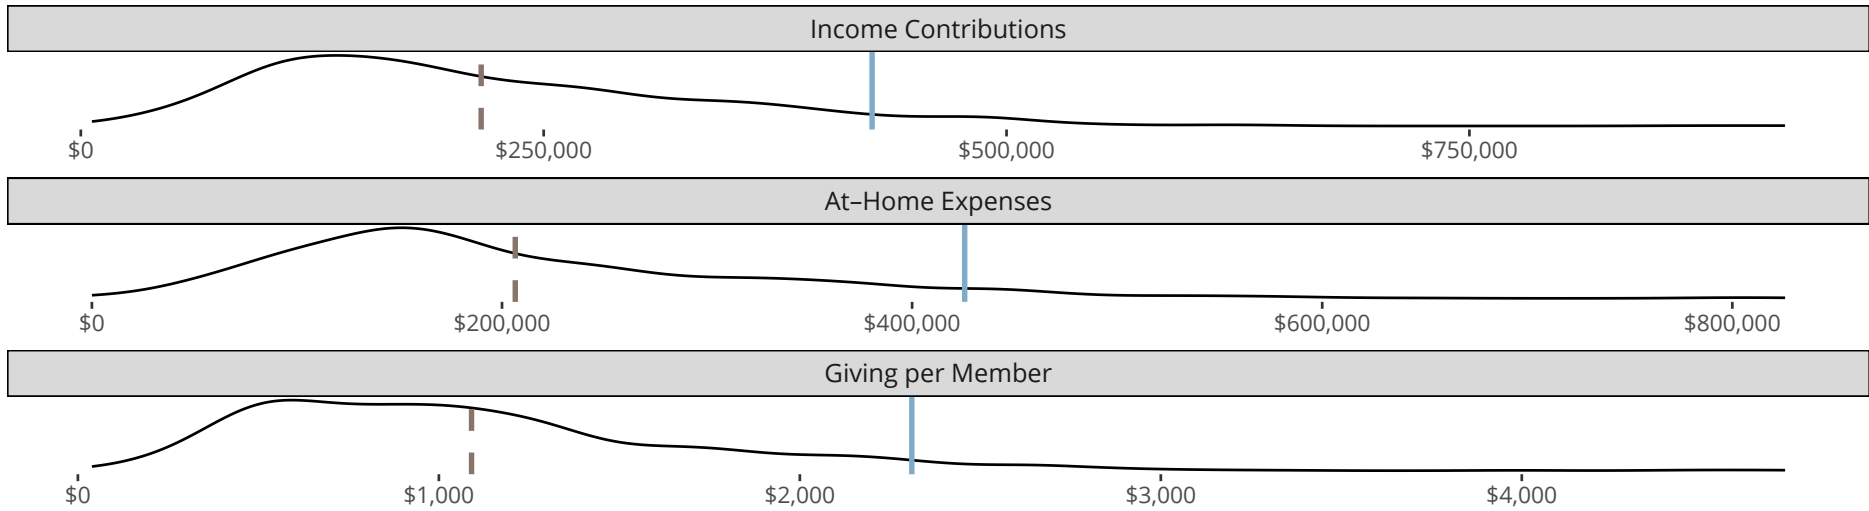 Income Contributions
$0 $250,000 $500,000 $750,000
At–Home Expenses
$0 $200,000 $400,000 $600,000 $800,000
Giving per Member
$0 $1,000 $2,000 $3,000 $4,000